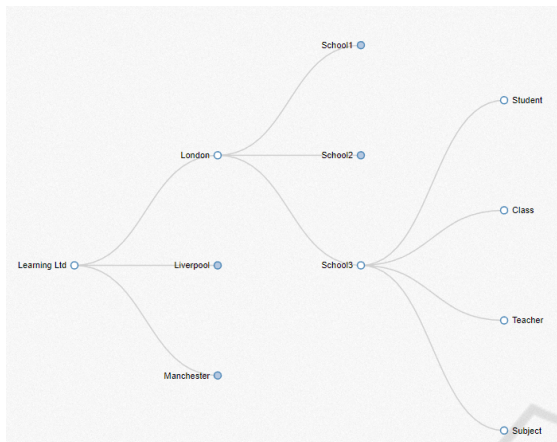 School1
Student
London
School2
Class
Learning Ltd
Liverpool
School3
Teacher
Manchester
Subject